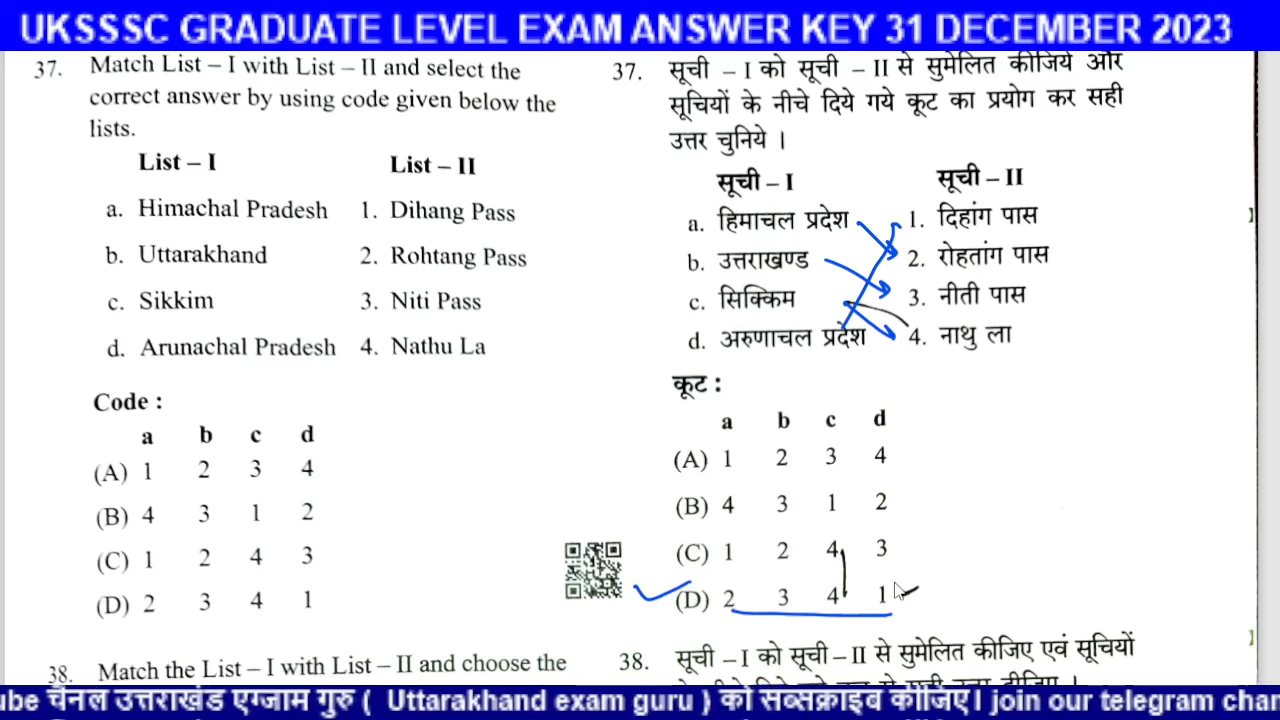 UKSSSC GRADUATE LEVEL EXAM ANSWER KEY 31 DECEMBER 2023
37. Match List – I with List – II and select the
correct answer by using code given below the
lists.
List – I List – II
a. Himachal Pradesh 1. Dihang Pass
b. Uttarakhand 2. Rohtang Pass
c. Sikkim 3. Niti Pass
d. Arunachal Pradesh 4. Nathu La
Code :
a b c d
(A) 1 2 3 4
(B) 4 3 1 2
(C) 1 2 4 3
(D) 2 3 4 1
38. Match the List – I with List – II and choose the
37. सूची – I को सूची – II से सुमेलित कीजिये और
सूचियों के नीचे दिये गये कूट का प्रयोग कर सही
उत्तर चुनिये ।
सूची – I सूची – II
a. हिमाचल प्रदेश 1. दिहांग पास
b. उत्तराखण्ड 2. रोहतांग पास
c. सिक्किम 3. नीती पास
d. अरुणाचल प्रदेश 4. नाथु ला
कूट :
a b c d
(A) 1 2 3 4
(B) 4 3 1 2
(C) 1 2 4 3
(D) 2 3 4 1
38. सूची – I को सूची – II से सुमेलित कीजिए एवं सूचियों
ube चैनल उत्तराखंड एग्जाम गुरु ( Uttarakhand exam guru ) को सब्सक्राइब कीजिए। join our telegram chan